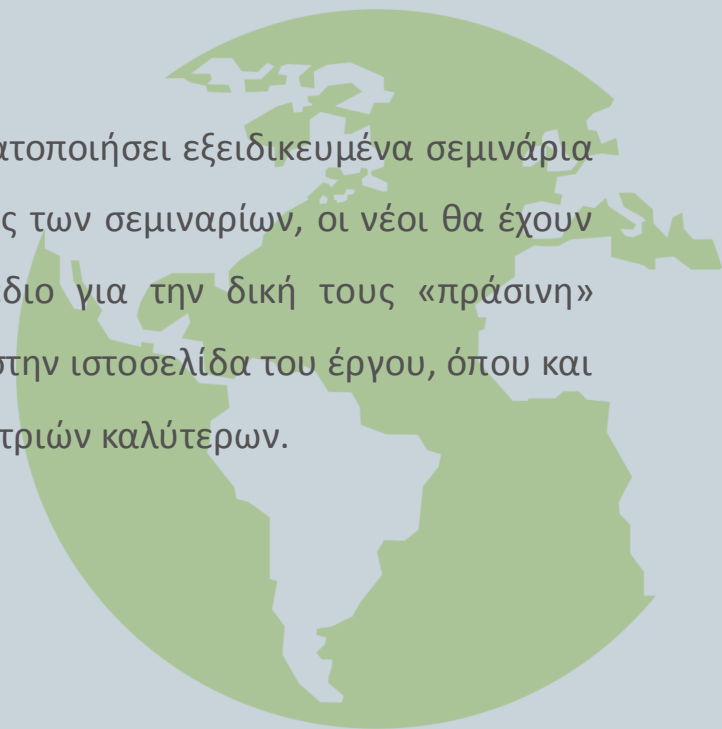 ατοποιήσει εξειδικευμένα σεμινάρια
ς των σεμιναρίων, οι νέοι θα έχουν
έδιο για την δική τους «πράσινη»
στην ιστοσελίδα του έργου, όπου και
τριών καλύτερων.